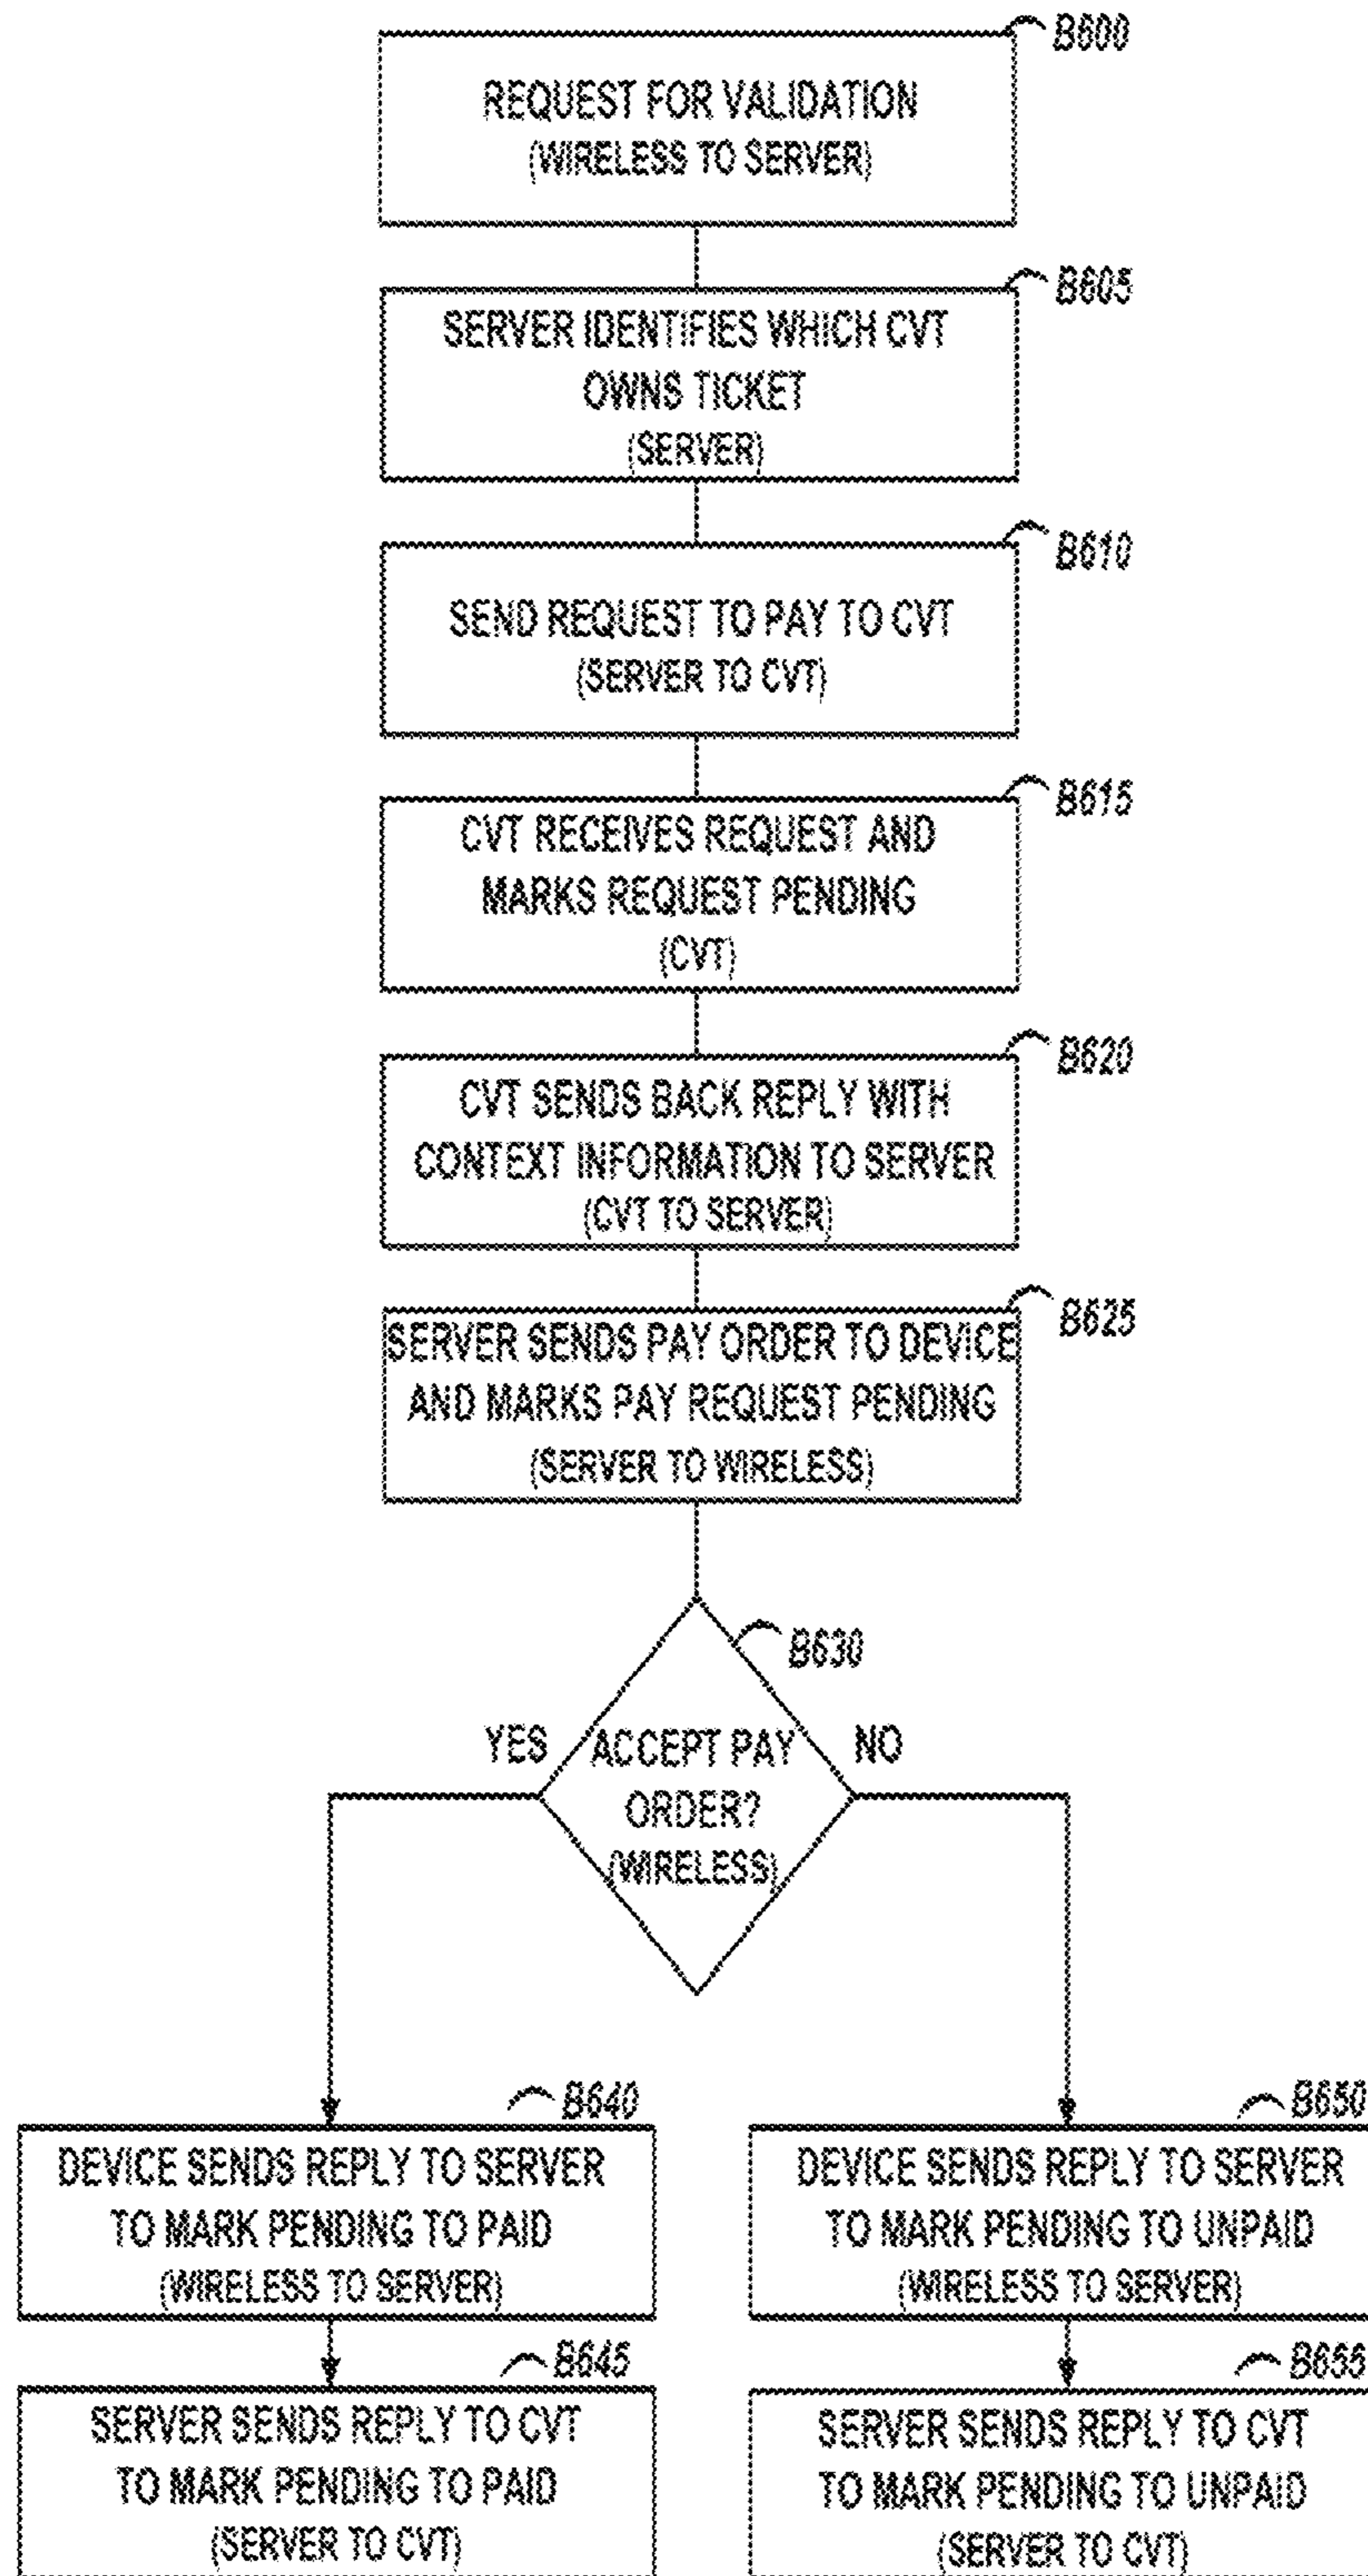 B600
REQUEST FOR VALIDATION
(WIRELESS TO SERVER)
B605
SERVER IDENTIFIES WHICH CVT
OWNS TICKET
(SERVER)
B610
SEND REQUEST TO PAY TO CVT
(SERVER TO CVT)
B615
CVT RECEIVES REQUEST AND
MARKS REQUEST PENDING
(CVT)
B620
CVT SENDS BACK REPLY WITH
CONTEXT INFORMATION TO SERVER
(CVT TO SERVER)
B625
SERVER SENDS PAY ORDER TO DEVICE
AND MARKS PAY REQUEST PENDING
(SERVER TO WIRELESS)
B630
YES
ACCEPT PAY
ORDER?
(WIRELESS)
NO
B640
DEVICE SENDS REPLY TO SERVER
TO MARK PENDING TO PAID
(WIRELESS TO SERVER)
B645
SERVER SENDS REPLY TO CVT
TO MARK PENDING TO PAID
(SERVER TO CVT)
B650
DEVICE SENDS REPLY TO SERVER
TO MARK PENDING TO UNPAID
(WIRELESS TO SERVER)
B655
SERVER SENDS REPLY TO CVT
TO MARK PENDING TO UNPAID
(SERVER TO CVT)